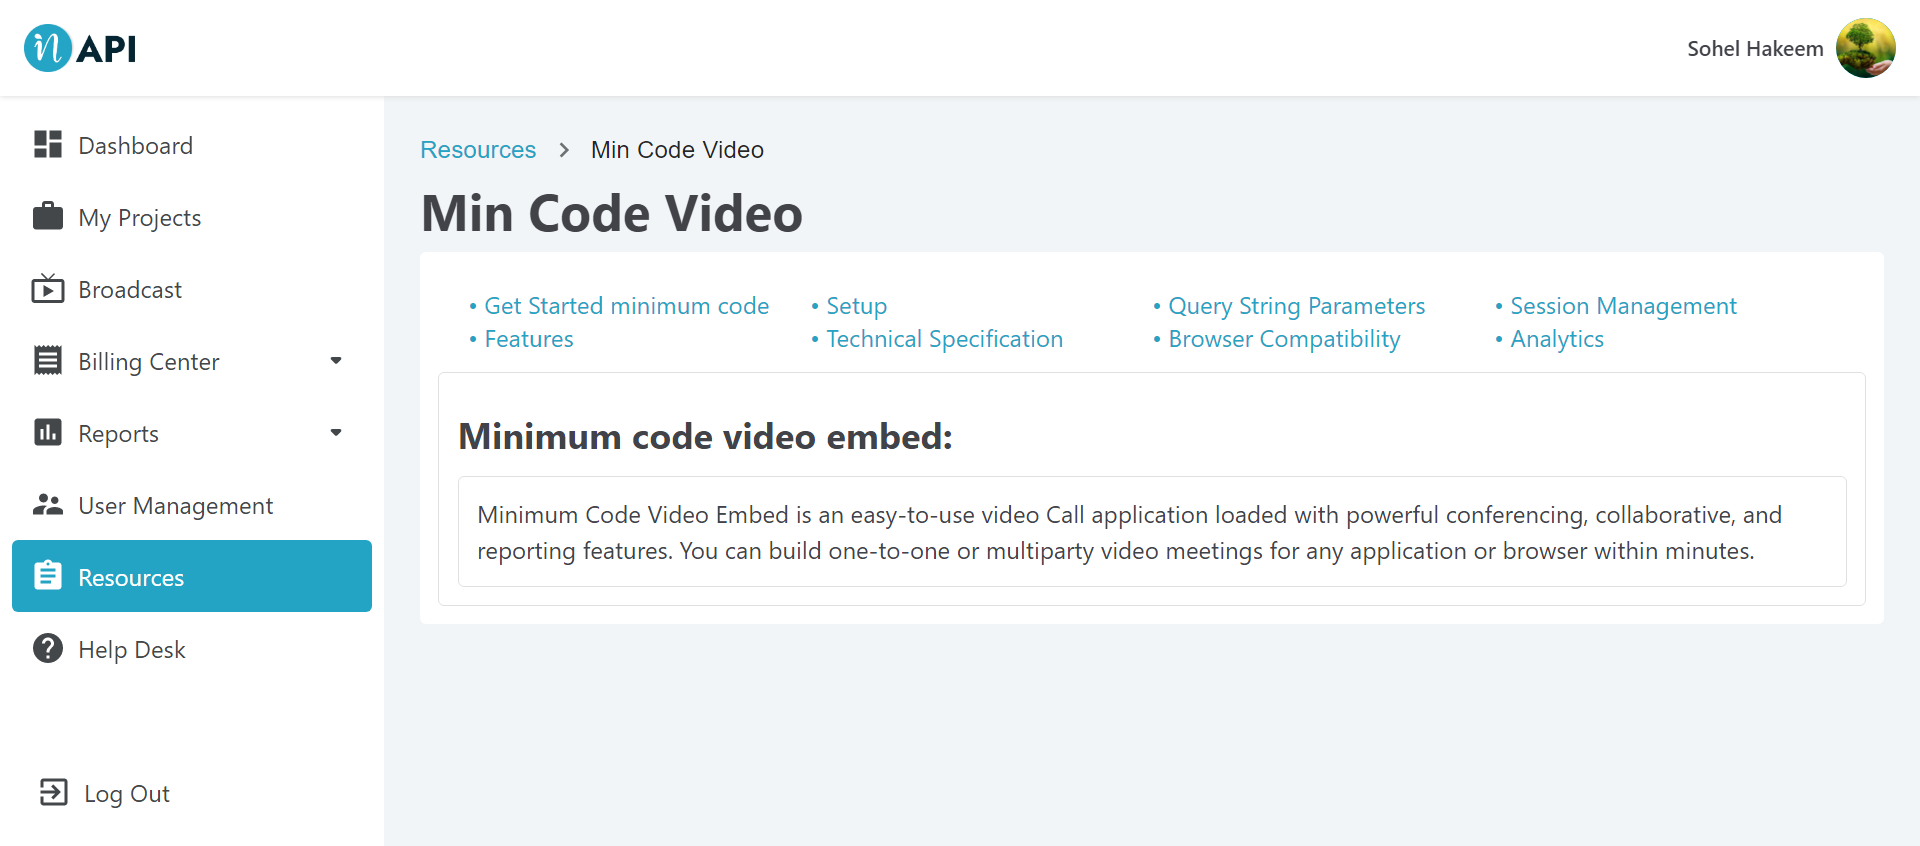 in API
Sohel Hakeem
Dashboard
My Projects
Broadcast
Billing Center
Reports
User Management
Resources
Help Desk
Log Out
Resources > Min Code Video
Min Code Video
• Get Started minimum code
• Setup
• Query String Parameters
• Session Management
• Features
• Technical Specification
• Browser Compatibility
• Analytics
Minimum code video embed:
Minimum Code Video Embed is an easy-to-use video Call application loaded with powerful conferencing, collaborative, and
reporting features. You can build one-to-one or multiparty video meetings for any application or browser within minutes.